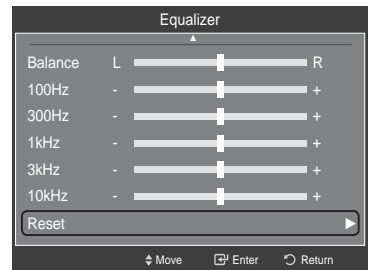 Equalizer
Balance L R
100Hz - +
300Hz - +
1kHz - +
3kHz - +
10kHz - +
Reset
Move Enter Return